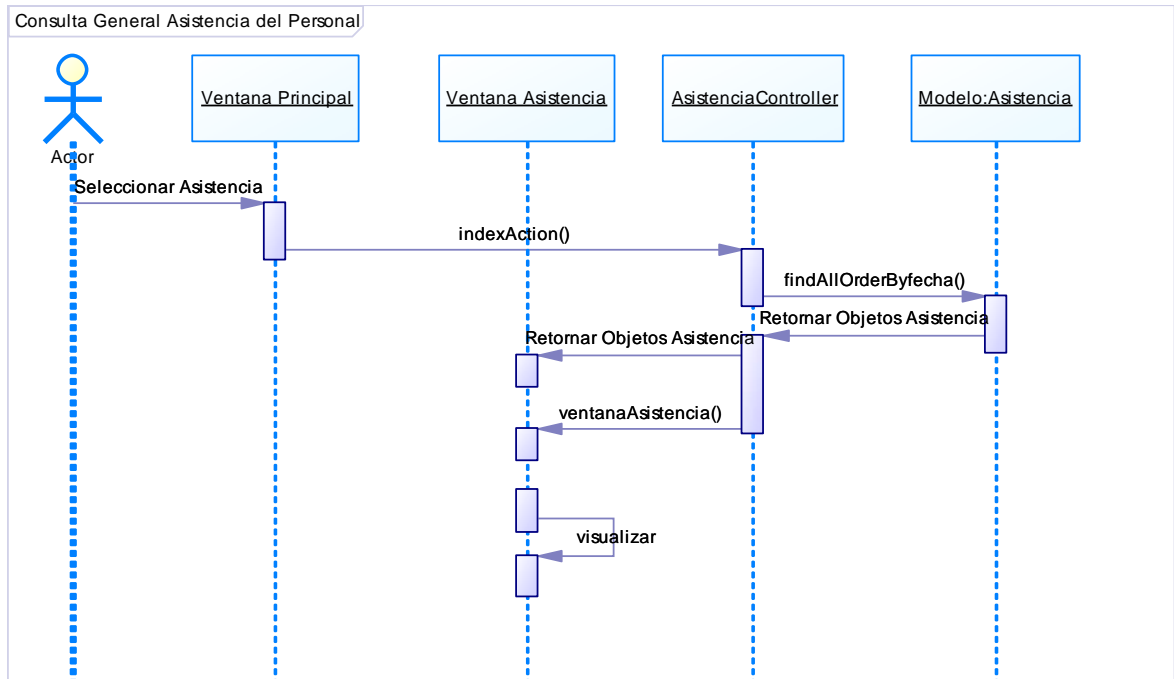 Consulta General Asistencia del Personal
Ventana Principal
Ventana Asistencia
AsistenciaController
Modelo:Asistencia
Actor
Seleccionar Asistencia
indexAction()
findAllOrderByfecha()
Retornar Objetos Asistencia
Retornar Objetos Asistencia
ventanaAsistencia()
visualizar